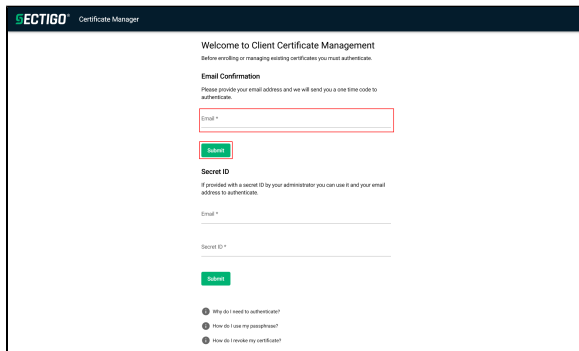 SECTIGO® Certificate Manager
Welcome to Client Certificate Management
Before enrolling or managing existing certificates you must authenticate.
Email Confirmation
Please provide your email address and we will send you a one time code to
authenticate.
Email *
Submit
Secret ID
If provided with a secret ID by your administrator you can use it and your email
address to authenticate.
Email *
Secret ID *
Submit
Why do I need to authenticate?
How do I use my passphrase?
How do I revoke my certificate?